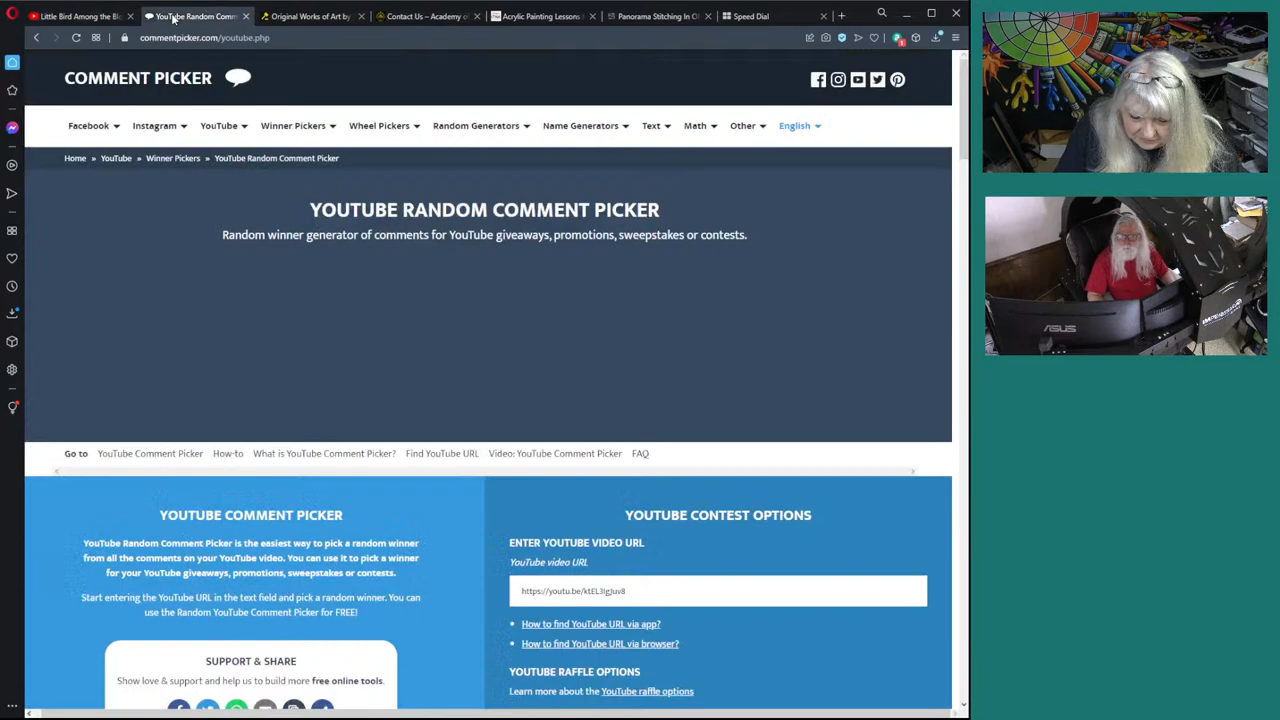 Little Bird Among the Blo
YouTube Random Comm
Original Works of Art by
Contact Us – Academy o
Acrylic Painting Lessons
Panorama Stitching In O
Speed Dial
commentpicker.com/youtube.php
COMMENT PICKER
Facebook Instagram YouTube Winner Pickers Wheel Pickers Random Generators Name Generators Text Math Other English
Home » YouTube » Winner Pickers » YouTube Random Comment Picker
YOUTUBE RANDOM COMMENT PICKER
Random winner generator of comments for YouTube giveaways, promotions, sweepstakes or contests.
Go to YouTube Comment Picker How-to What is YouTube Comment Picker? Find YouTube URL Video: YouTube Comment Picker FAQ
YOUTUBE COMMENT PICKER
YouTube Random Comment Picker is the easiest way to pick a random winner
from all the comments on your YouTube video. You can use it to pick a winner
for your YouTube giveaways, promotions, sweepstakes or contests.
Start entering the YouTube URL in the text field and pick a random winner. You can
use the Random YouTube Comment Picker for FREE!
SUPPORT & SHARE
Show love & support and help us to build more free online tools.
YOUTUBE CONTEST OPTIONS
ENTER YOUTUBE VIDEO URL
YouTube video URL
How to find YouTube URL via app?
How to find YouTube URL via browser?
YOUTUBE RAFFLE OPTIONS
Learn more about the YouTube raffle options
ASUS